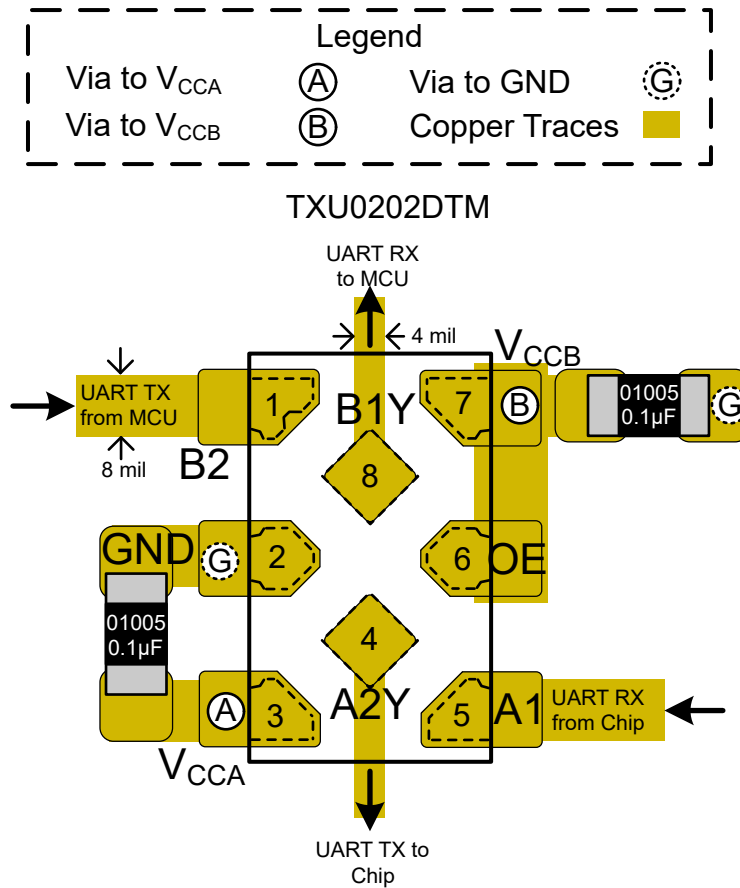 Legend
Via to VCCA A Via to GND G
Via to VCCB B Copper Traces
TXU0202DTM
UART RX
to MCU
4 mil
VCCB
UART TX
from MCU
8 mil
B2
1
B1Y
7
B
01005
0.1µF
G
8
GND
G
2
6
OE
01005
0.1µF
4
A
3
A2Y
5
A1
UART RX
from Chip
VCCA
UART TX to
Chip